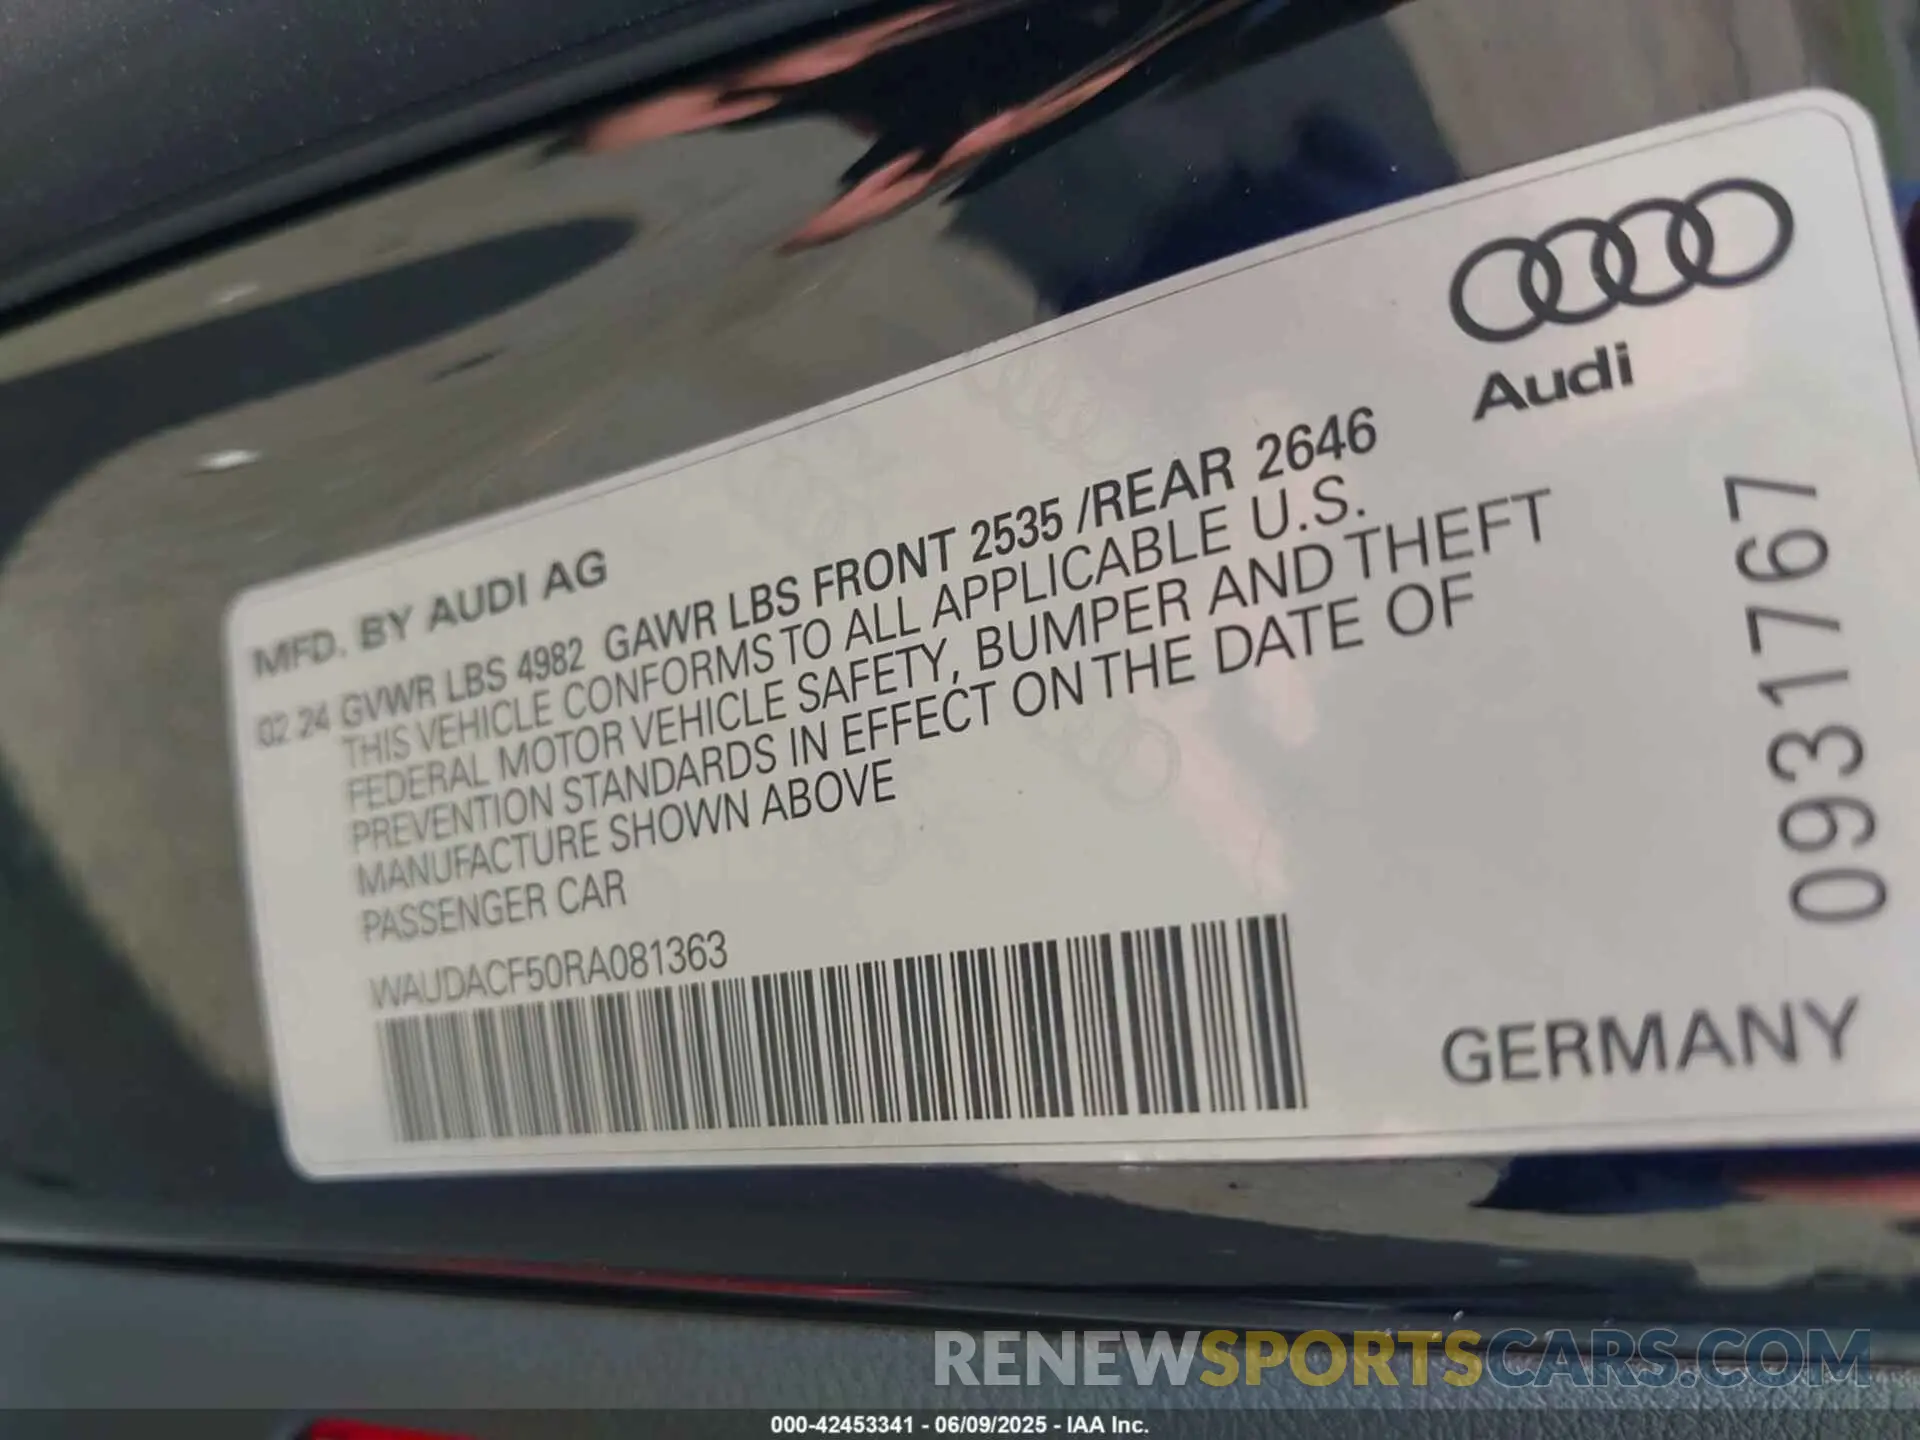 Audi
MFD. BY AUDI AG
02 24 GVWR LBS 4982 GAWR LBS FRONT 2535 /REAR 2646
THIS VEHICLE CONFORMS TO ALL APPLICABLE U.S.
FEDERAL MOTOR VEHICLE SAFETY, BUMPER AND THEFT
PREVENTION STANDARDS IN EFFECT ON THE DATE OF
MANUFACTURE SHOWN ABOVE
PASSENGER CAR
WAUDACF50RA081363
0931767
GERMANY
RENEWSPORTSCARS.COM
000-42453341 - 06/09/2025 - IAA Inc.